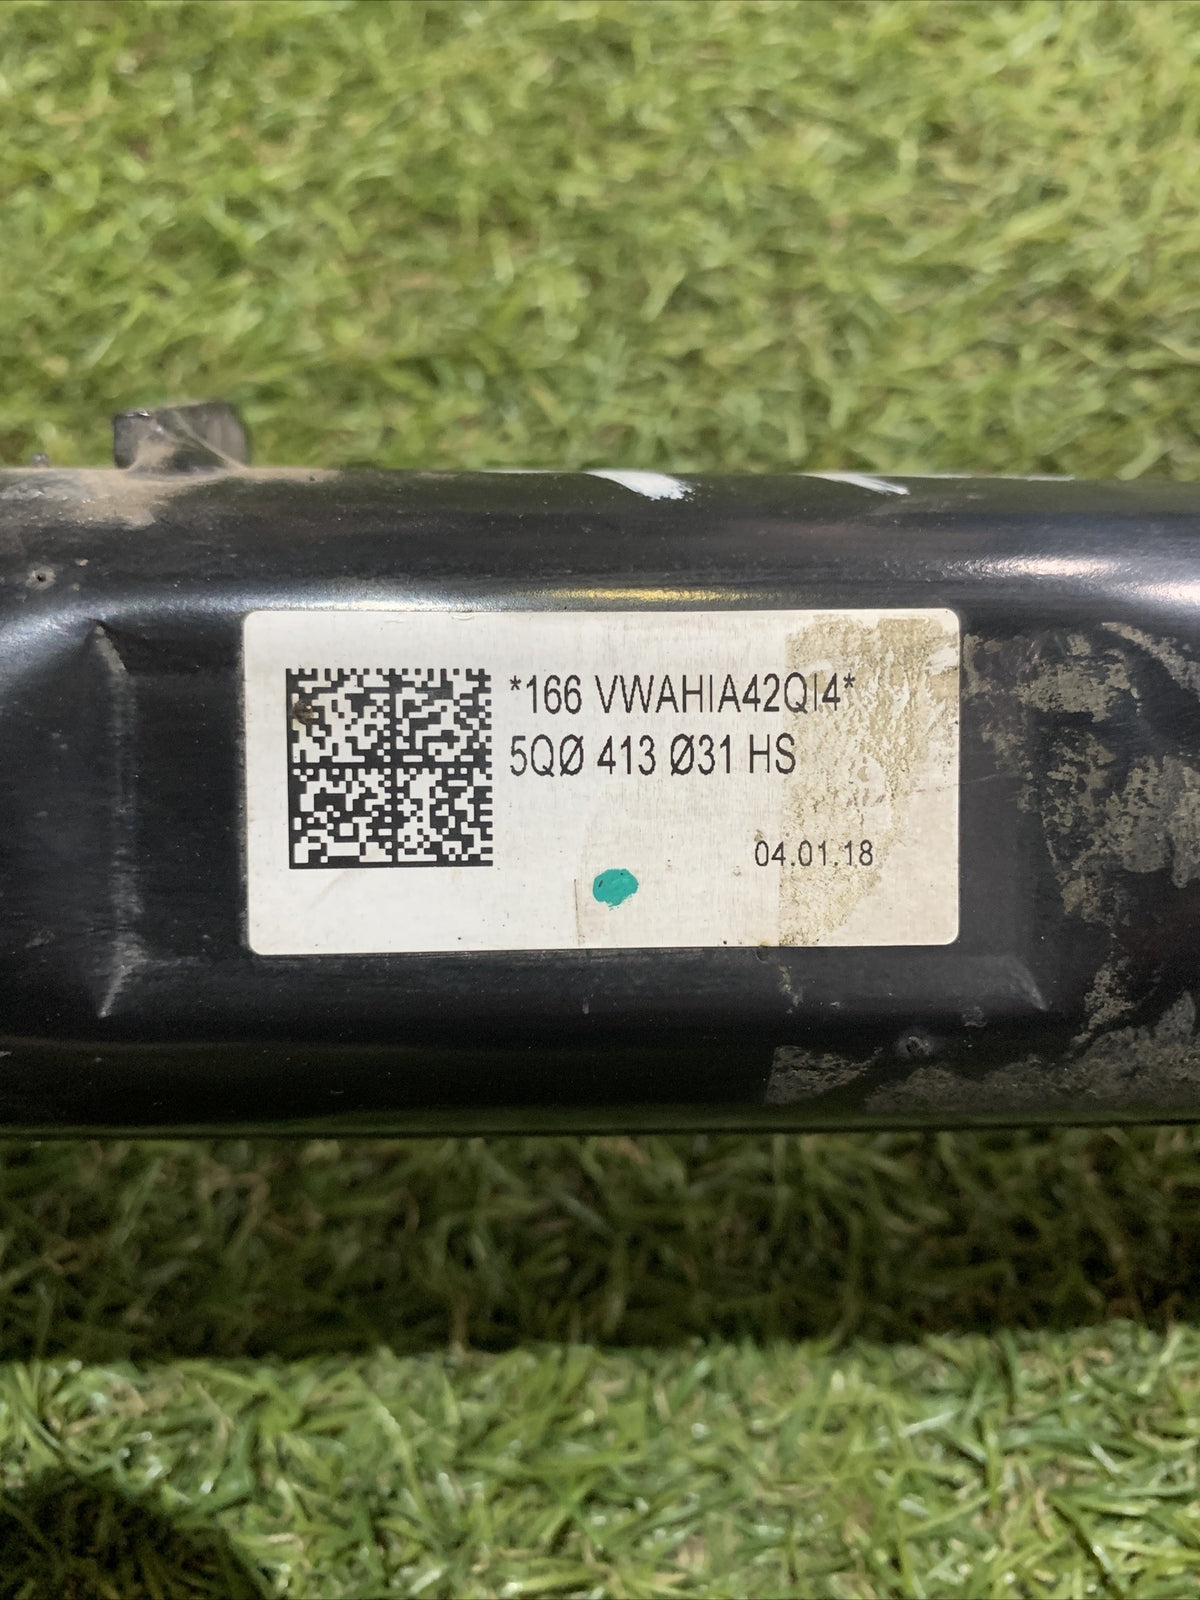 *166 VWAHIA42QI4*
5QØ 413 Ø31 HS
04.01.18